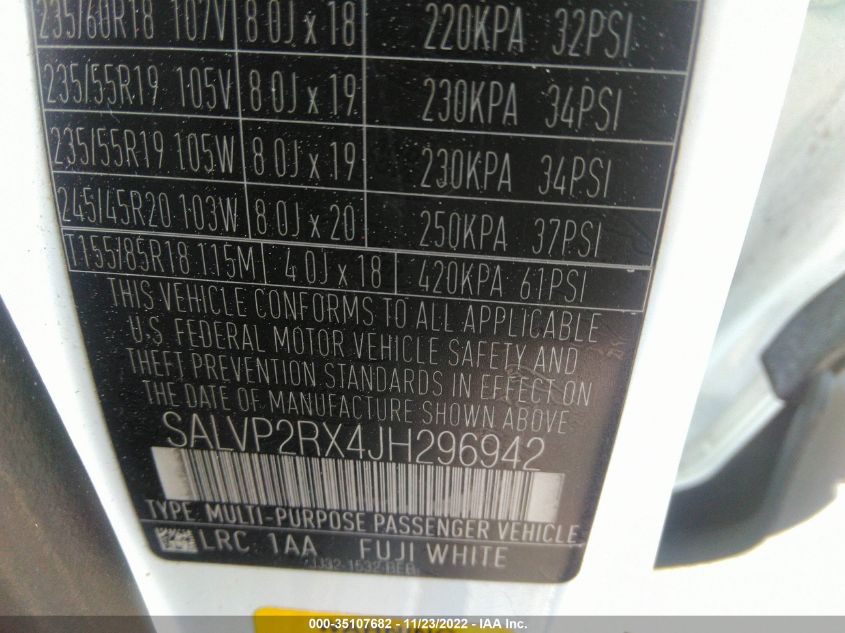 235/60R18 107V 8.0J x 18 220KPA 32PSI
235/55R19 105V 8.0J x 19 230KPA 34PSI
235/55R19 105W 8.0J x 19 230KPA 34PSI
245/45R20 103W 8.0J x 20 250KPA 37PSI
T155/85R18 115M 4.0J x 18 420KPA 61PSI
THIS VEHICLE CONFORMS TO ALL APPLICABLE
U.S. FEDERAL MOTOR VEHICLE SAFETY AND
THEFT PREVENTION STANDARDS IN EFFECT ON
THE DATE OF MANUFACTURE SHOWN ABOVE
SALVP2RX4JH296942
TYPE: MULTI-PURPOSE PASSENGER VEHICLE
LRC 1AA FUJI WHITE
JJ32-1532-BEB
WARNING
000-35107682 - 11/23/2022 - IAA Inc.